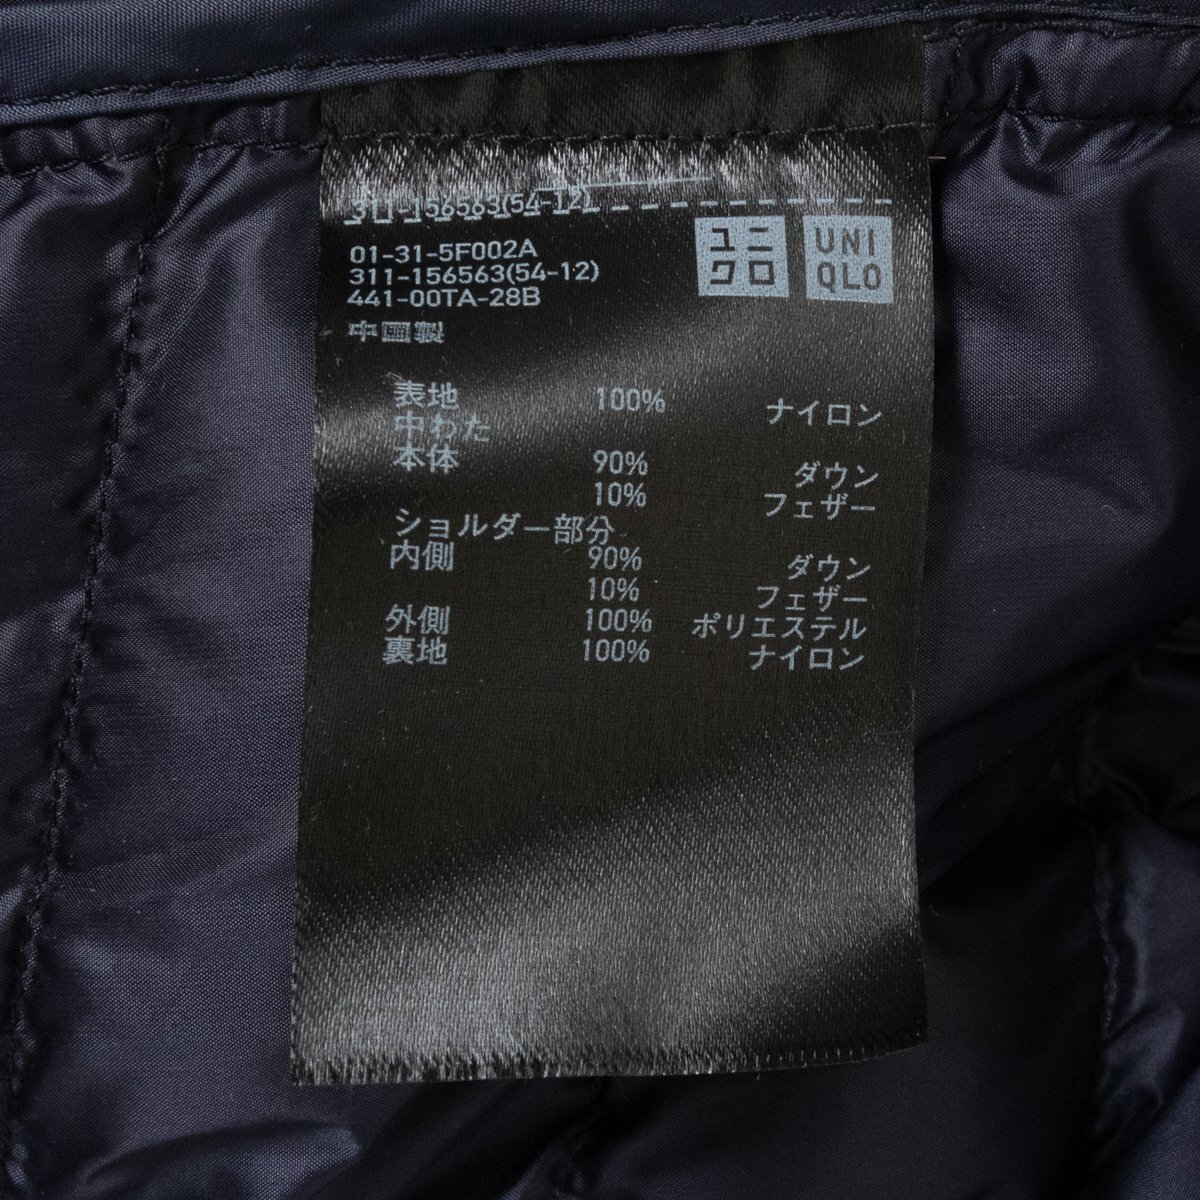 311-156563(54-12)
01-31-5F002A
311-156563(54-12)
441-00TA-28B
中国製
ユニ
クロ
UNI
QLO
表地 100% ナイロン
中わた
本体 90% ダウン
10% フェザー
ショルダー部分
内側 90% ダウン
10% フェザー
外側 100% ポリエステル
裏地 100% ナイロン